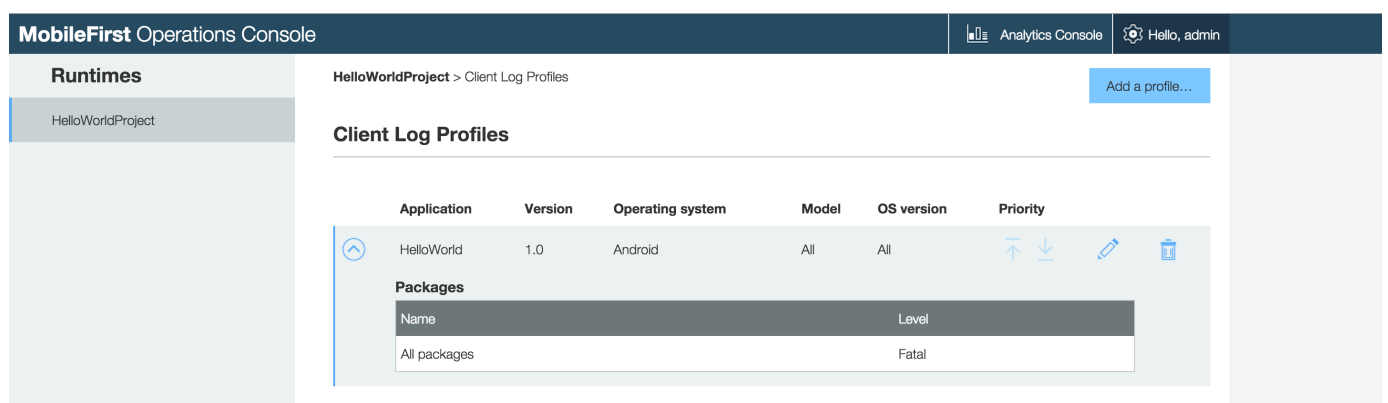 MobileFirst Operations Console
Analytics Console
Hello, admin
Runtimes
HelloWorldProject
HelloWorldProject > Client Log Profiles
Add a profile...
Client Log Profiles
Application Version Operating system Model OS version Priority
HelloWorld 1.0 Android All All
Packages
Name Level
All packages Fatal